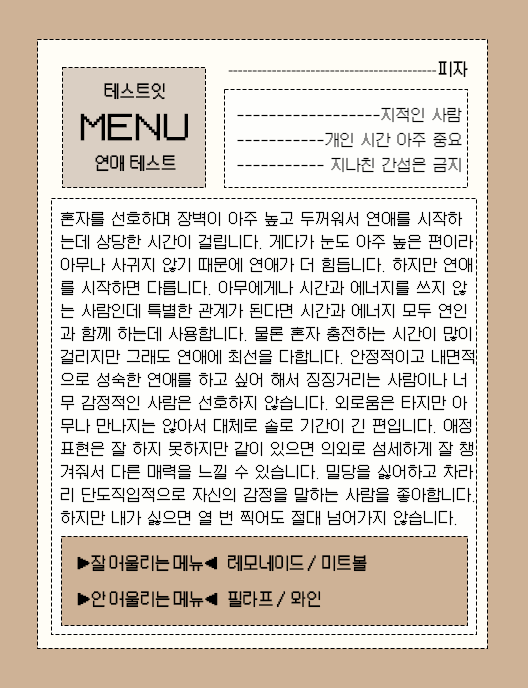 테스트잇
MENU
연애 테스트
------------------------------------------피자
------------------지적인 사람
-----------개인 시간 아주 중요
----------- 지나친 간섭은 금지
혼자를 선호하며 장벽이 아주 높고 두꺼워서 연애를 시작하
는데 상당한 시간이 걸립니다. 게다가 눈도 아주 높은 편이라
아무나 사귀지 않기 때문에 연애가 더 힘듭니다. 하지만 연애
를 시작하면 다릅니다. 아무에게나 시간과 에너지를 쓰지 않
는 사람인데 특별한 관계가 된다면 시간과 에너지 모두 연인
과 함께 하는데 사용합니다. 물론 혼자 충전하는 시간이 많이
걸리지만 그래도 연애에 최선을 다합니다. 안정적이고 내면적
으로 성숙한 연애를 하고 싶어 해서 징징거리는 사람이나 너
무 감정적인 사람은 선호하지 않습니다. 외로움은 타지만 아
무나 만나지는 않아서 대체로 솔로 기간이 긴 편입니다. 애정
표현은 잘 하지 못하지만 같이 있으면 의외로 섬세하게 잘 챙
겨줘서 다른 매력을 느낄 수 있습니다. 밀당을 싫어하고 차라
리 단도직입적으로 자신의 감정을 말하는 사람을 좋아합니다.
하지만 내가 싫으면 열 번 찍어도 절대 넘어가지 않습니다.
▶잘 어울리는 메뉴◀ 레모네이드 / 미트볼
▶안 어울리는 메뉴◀ 필라프 / 와인